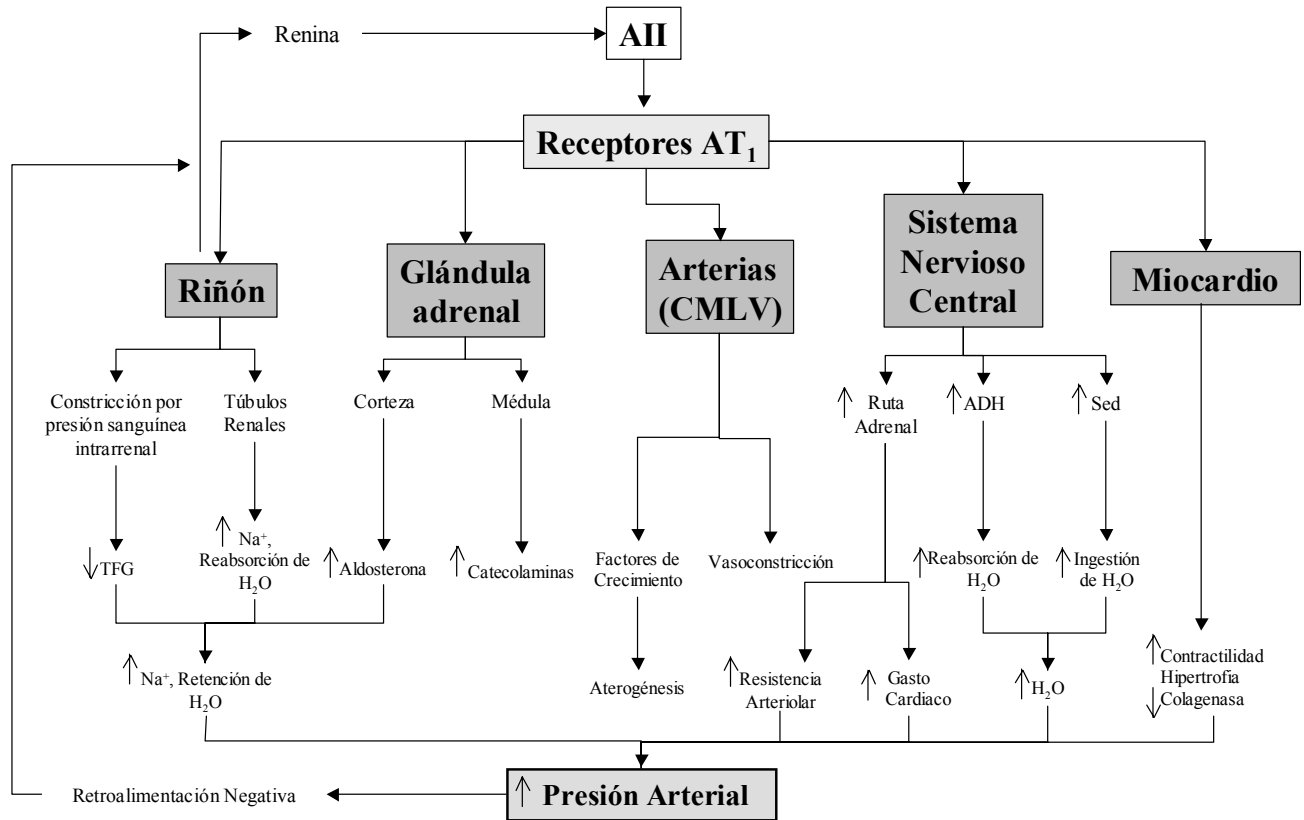 Renina
AII
Receptores AT₁
Riñón
Glándula
adrenal
Arterias
(CMLV)
Sistema
Nervioso
Central
Miocardio
Constricción por
presión sanguínea
intrarrenal
Túbulos
Renales
Corteza
Médula
↑ Ruta
Adrenal
↑ ADH
↑ Sed
↓ TFG
↑ Na⁺,
Reabsorción de
H₂O
↑ Aldosterona
↑ Catecolaminas
Factores de
Crecimiento
Vasoconstricción
↑ Reabsorción de
H₂O
↑ Ingestión
de H₂O
↑ Na⁺, Retención de
H₂O
Aterogénesis
↑ Resistencia
Arteriolar
↑ Gasto
Cardiaco
↑ H₂O
↑ Contractilidad
Hipertrofia
↓ Colagenasa
Retroalimentación Negativa
↑ Presión Arterial